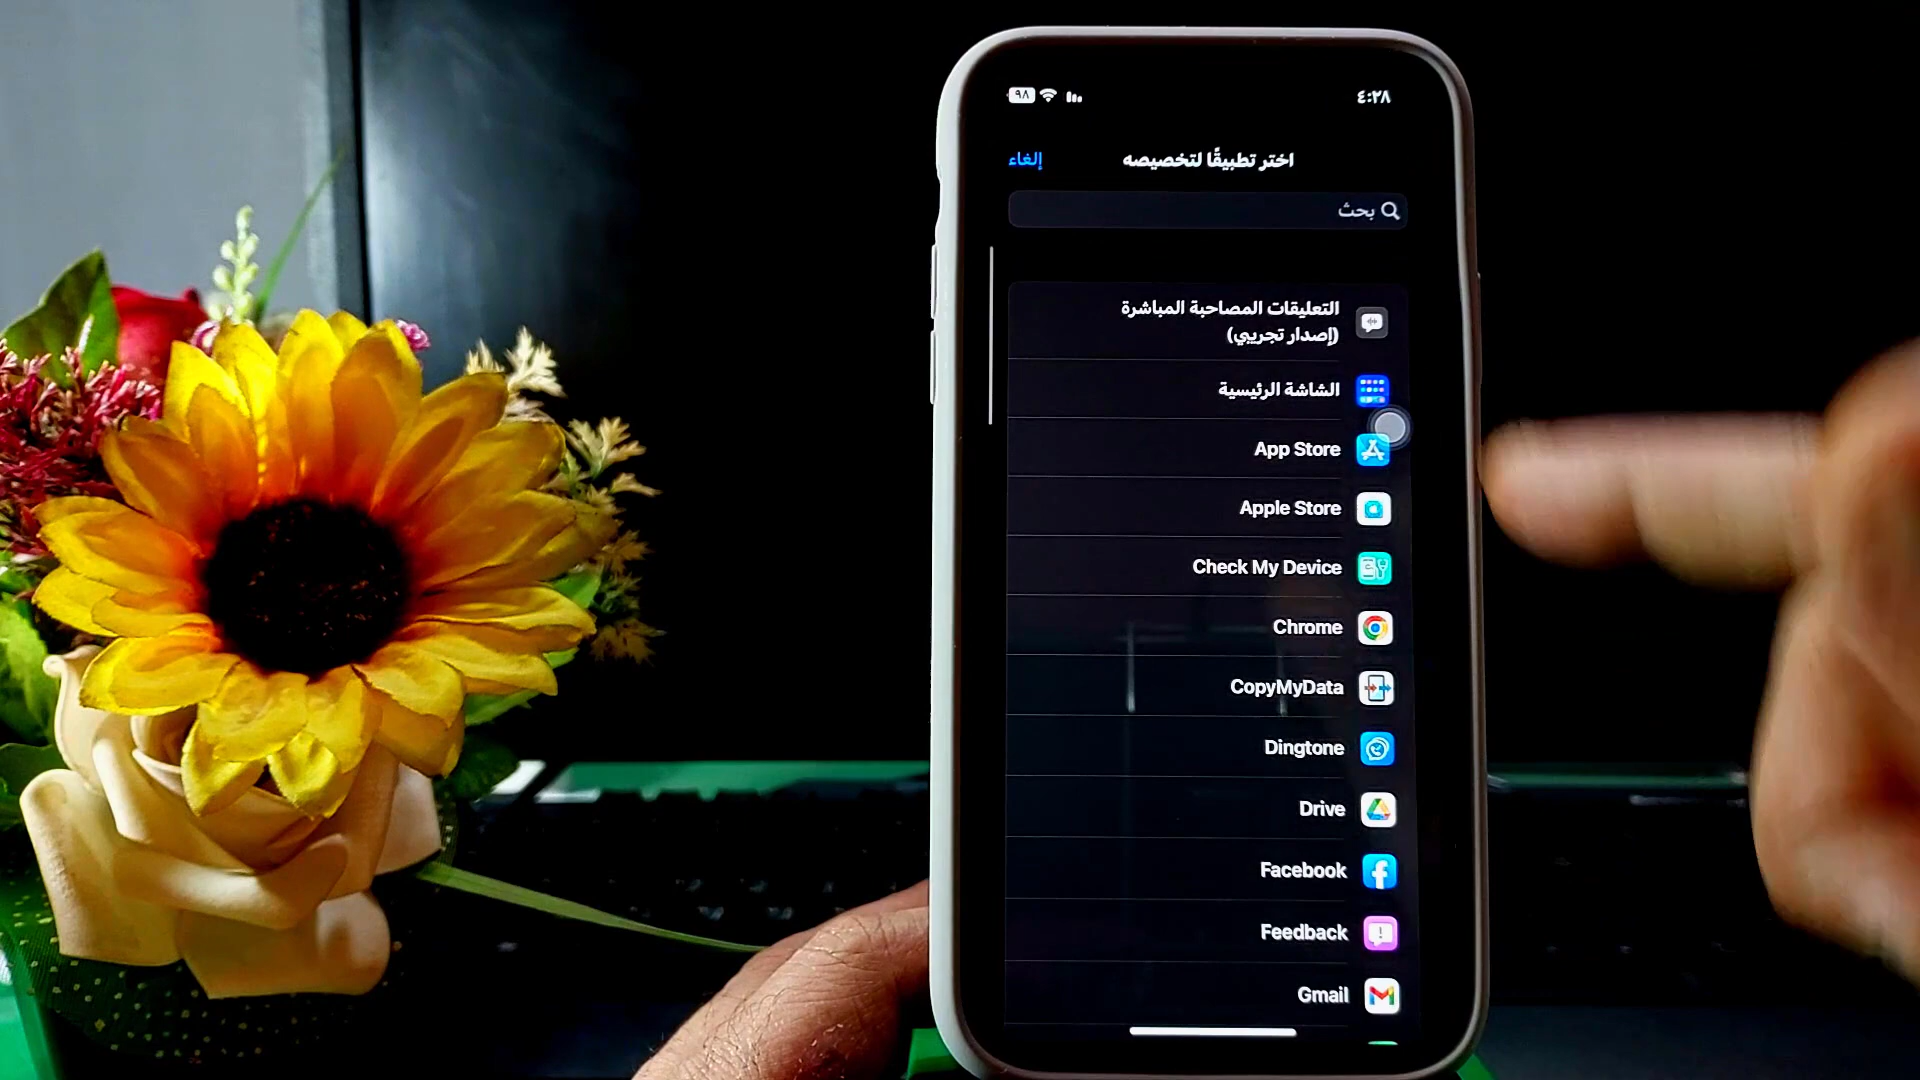 ٤:٢٨
٩٨
اختر تطبيقًا لتخصيصه
إلغاء
بحث
التعليقات المصاحبة المباشرة
(إصدار تجريبي)
الشاشة الرئيسية
App Store
Apple Store
Check My Device
Chrome
CopyMyData
Dingtone
Drive
Facebook
Feedback
Gmail